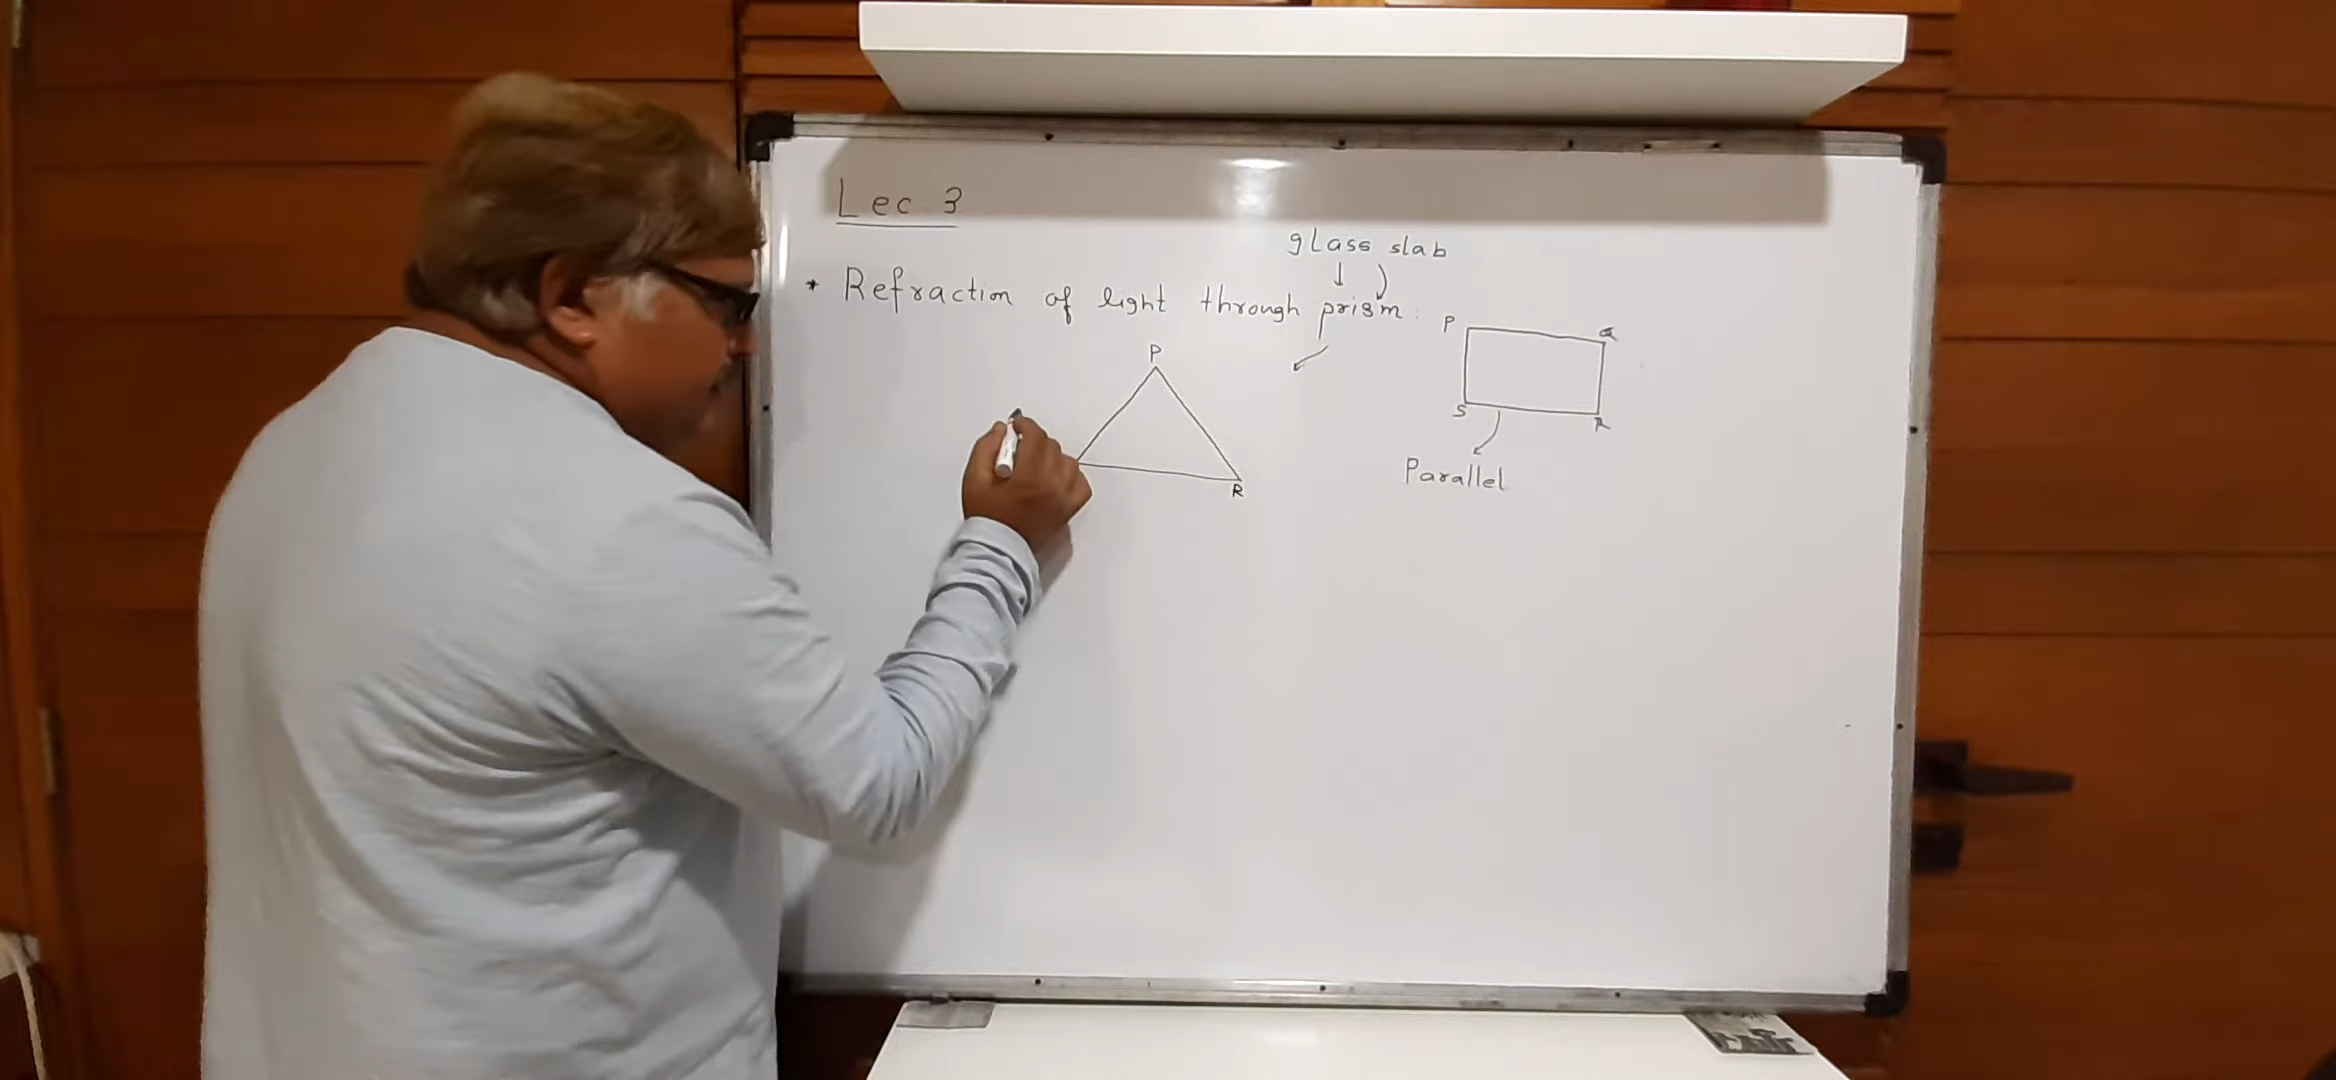 Lec 3
glass slab
* Refraction of light through prism:
P
R
P
Q
S
R
Parallel